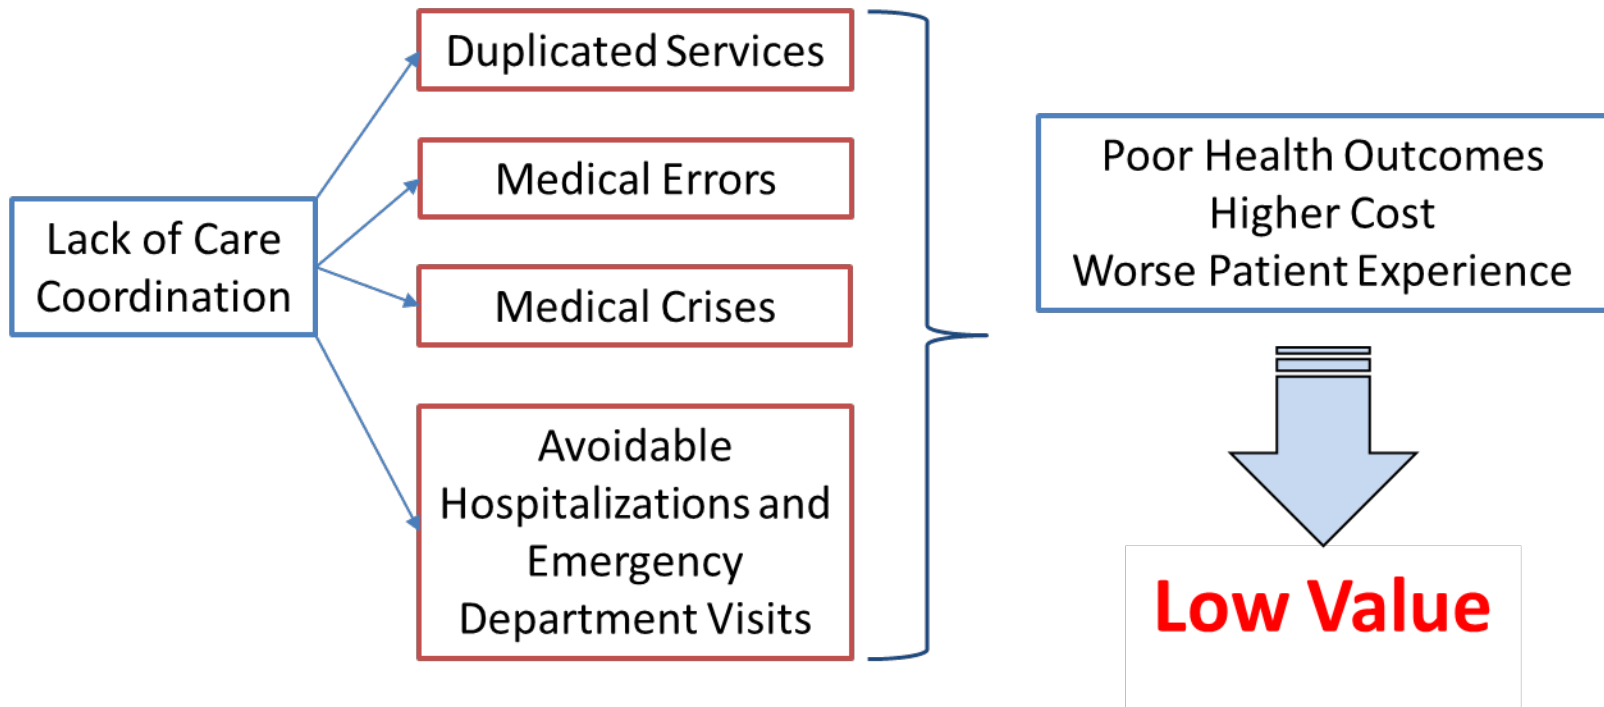 Lack of Care
Coordination
Duplicated Services
Medical Errors
Medical Crises
Avoidable
Hospitalizations and
Emergency
Department Visits
Poor Health Outcomes
Higher Cost
Worse Patient Experience
Low Value